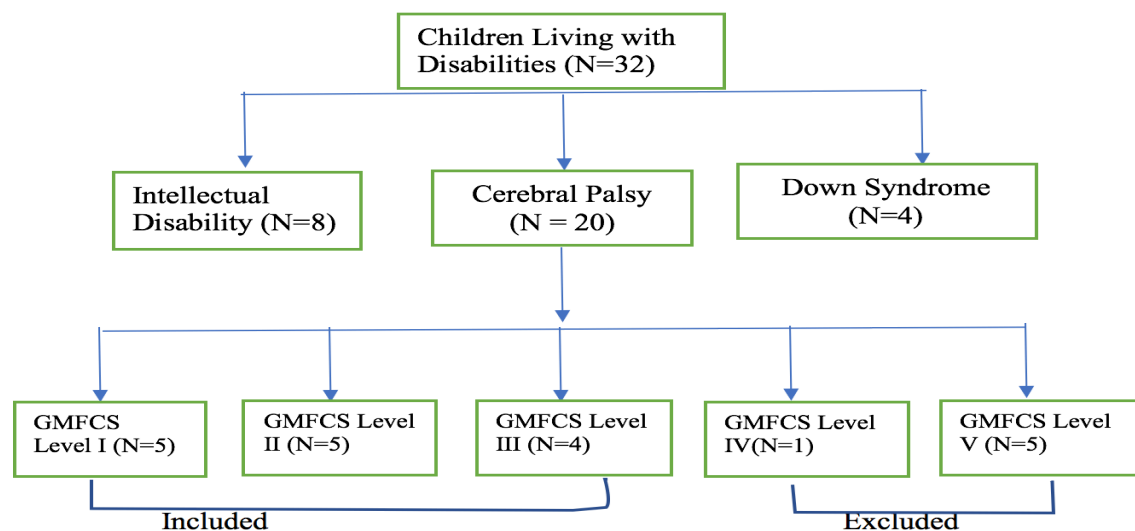 Children Living with
Disabilities (N=32)
Intellectual
Disability (N=8)
Cerebral Palsy
(N = 20)
Down Syndrome
(N=4)
GMFCS
Level I (N=5)
GMFCS Level
II (N=5)
GMFCS Level
III (N=4)
GMFCS Level
IV(N=1)
GMFCS Level
V (N=5)
Included
Excluded